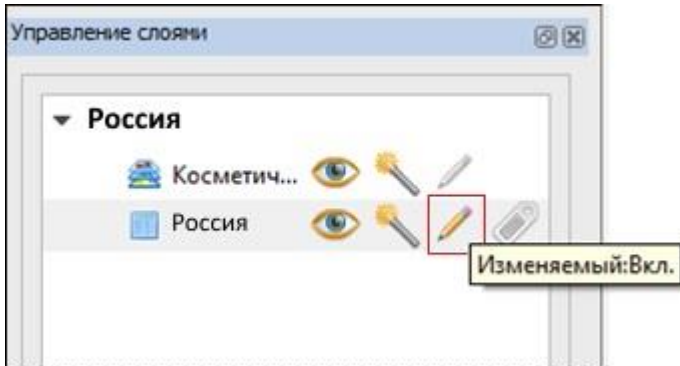 Управление слоями
Россия
Косметич...
Россия
Изменяемый:Вкл.